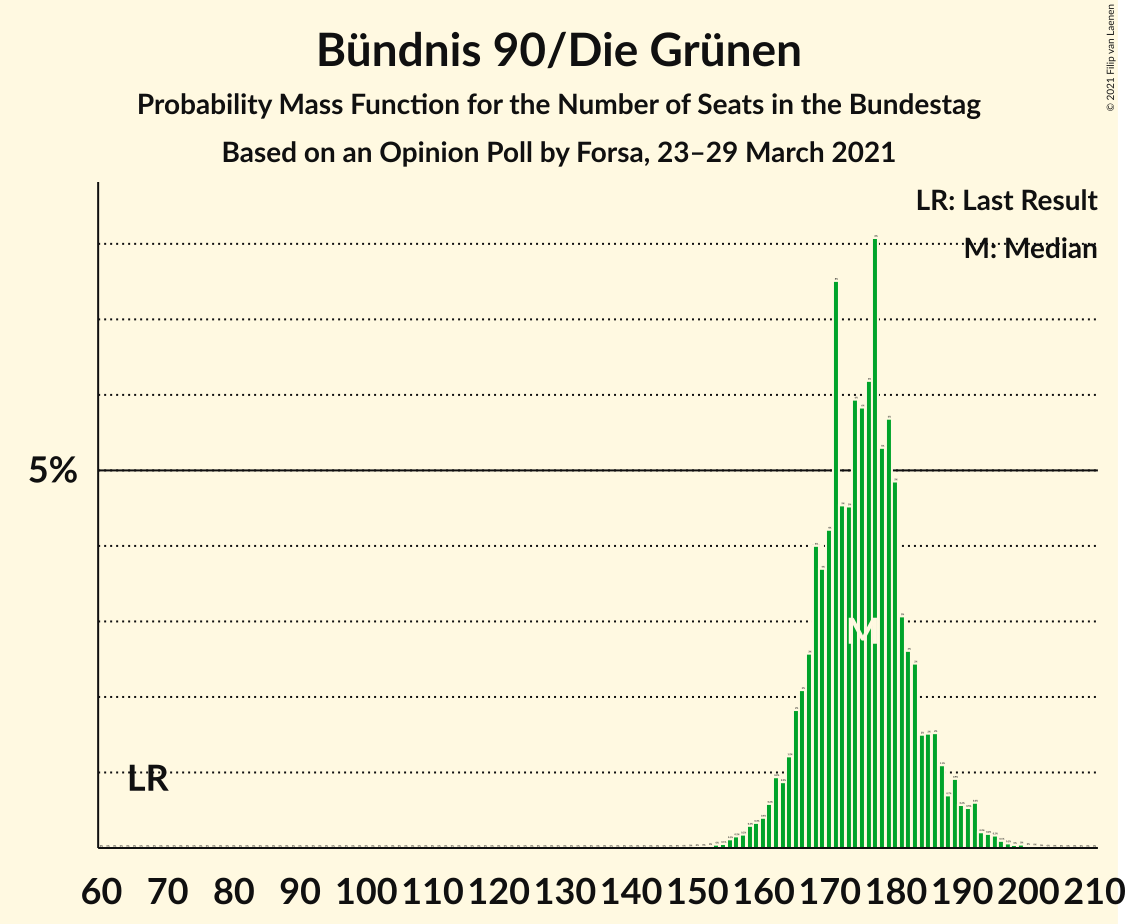 Bündnis 90/Die Grünen
Probability Mass Function for the Number of Seats in the Bundestag
Based on an Opinion Poll by Forsa, 23–29 March 2021
© 2021 Filip van Laenen
LR: Last Result
M: Median
5%
M
LR
60 70 80 90 100 110 120 130 140 150 160 170 180 190 200 210